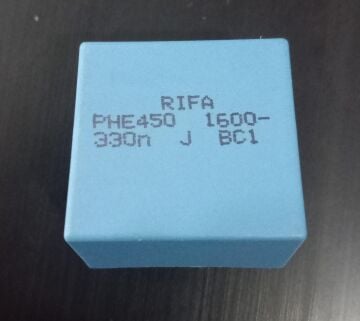 RIFA
PHE450 1600-
330n J BC1